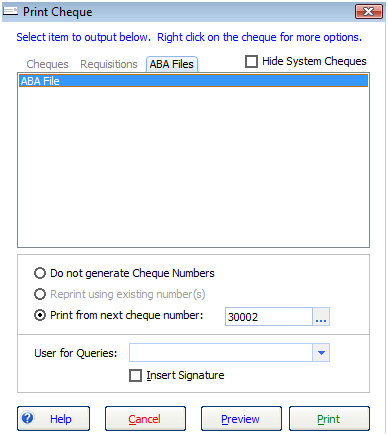 Print Cheque
Select item to output below. Right click on the cheque for more options.
Cheques Requisitions ABA Files Hide System Cheques
ABA File
Do not generate Cheque Numbers
Reprint using existing number(s)
Print from next cheque number: 30002 ...
User for Queries:
Insert Signature
? Help Cancel Preview Print